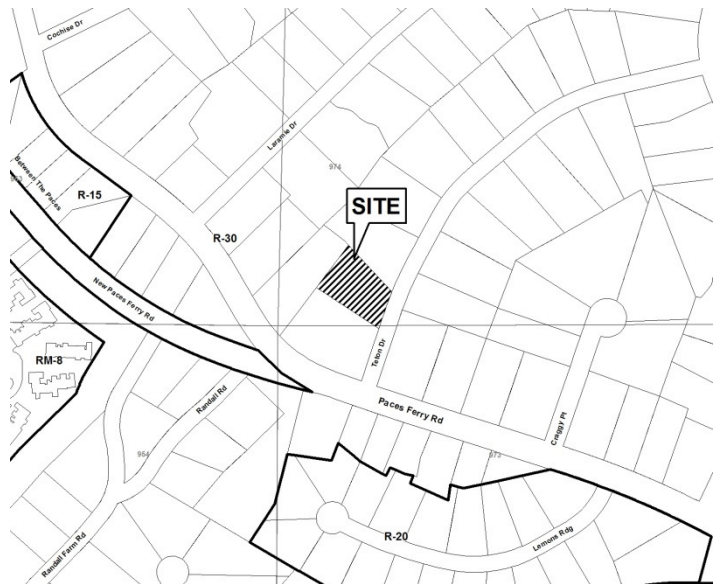 Cochise Dr
Laramie Dr
974
Between The Paces
R-15
SITE
R-30
New Paces Ferry Rd
Teton Dr
RM-8
Randall Rd
Paces Ferry Rd
Craggy Pt
964
973
R-20
Lemons Rdg
Randall Farm Rd